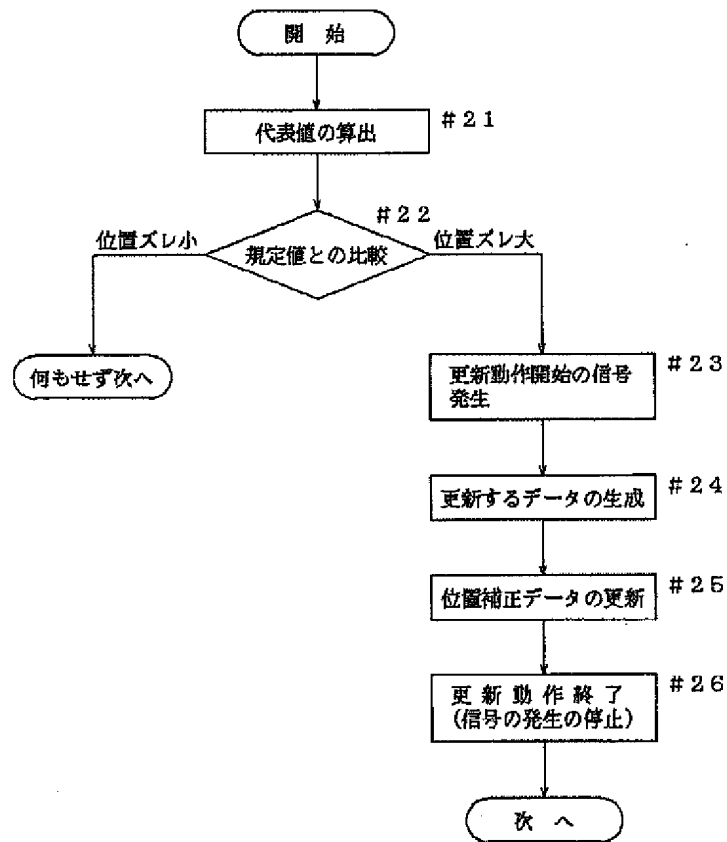 開 始
代表値の算出
#21
#22
位置ズレ小
規定値との比較
位置ズレ大
何もせず次へ
更新動作開始の信号
発生
#23
更新するデータの生成
#24
位置補正データの更新
#25
更 新 動 作 終 了
(信号の発生の停止)
#26
次 へ